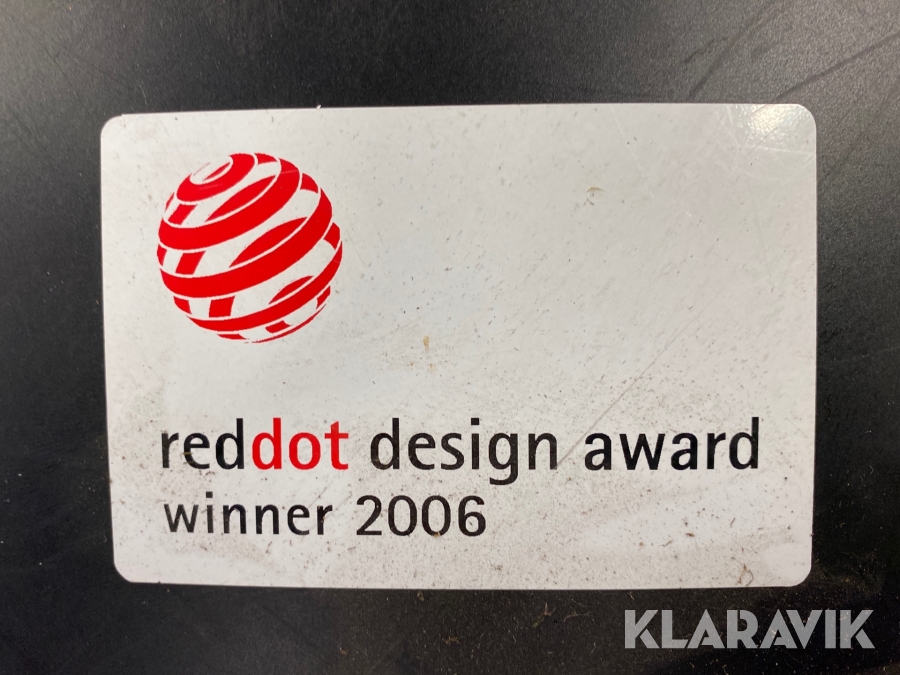 reddot design award
winner 2006
KLARAVIK